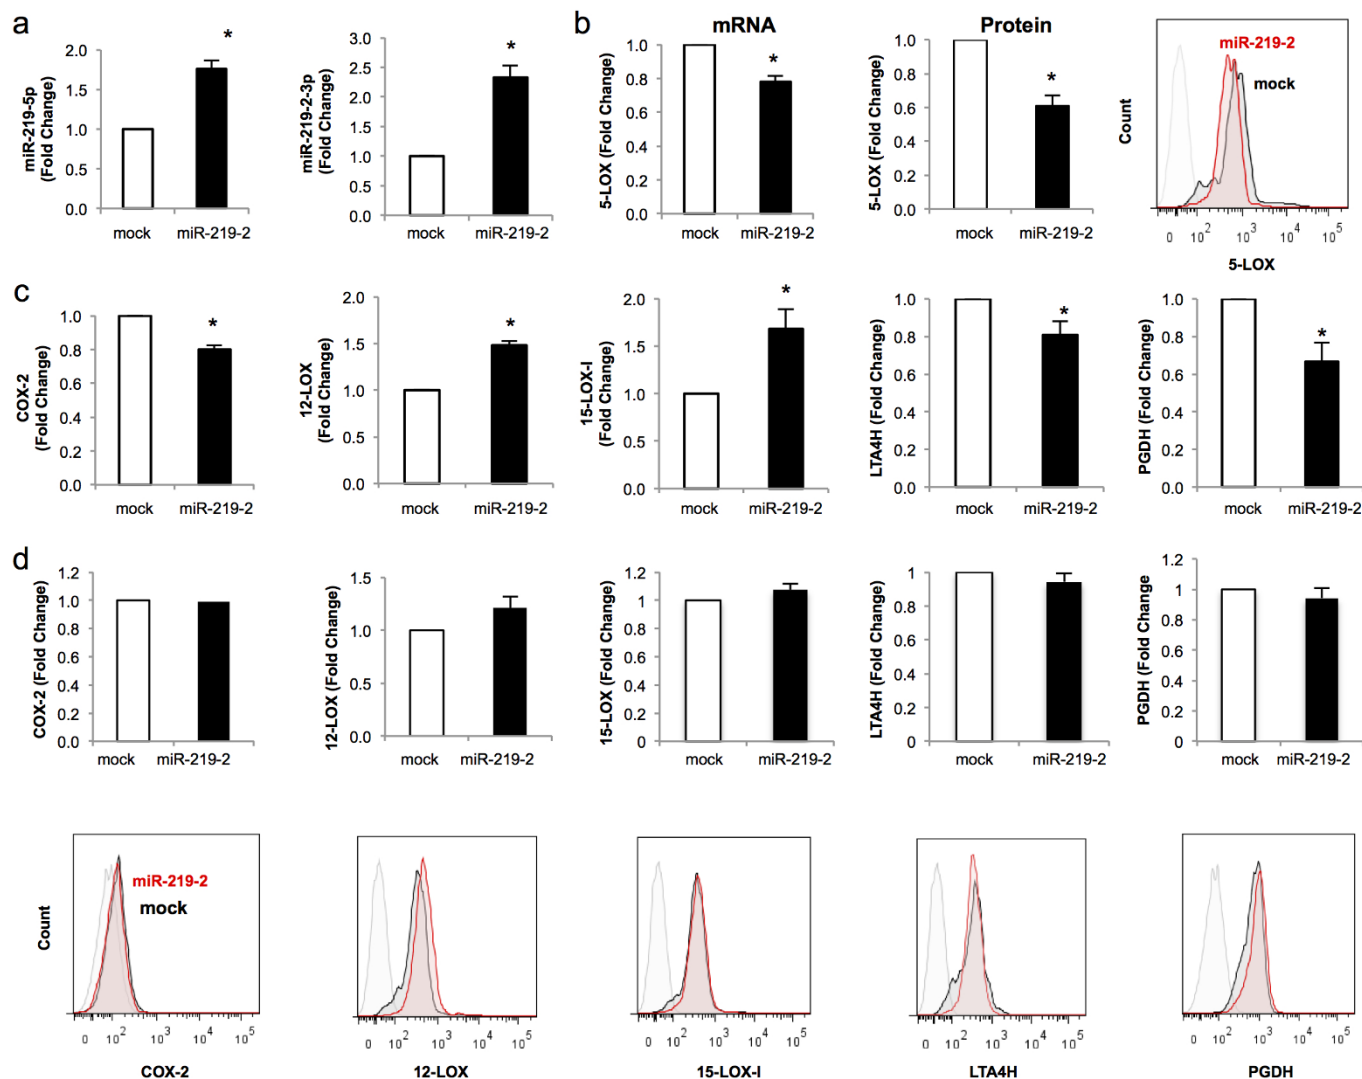 a
miR-219-5p
(Fold Change)
2.0
1.5
1.0
0.5
0.0
*
mock miR-219-2
miR-219-2-3p
(Fold Change)
3.0
2.5
2.0
1.5
1.0
0.5
0.0
*
mock miR-219-2
b
mRNA
5-LOX (Fold Change)
1.0
0.8
0.6
0.4
0.2
0.0
*
mock miR-219-2
Protein
5-LOX (Fold Change)
1.0
0.8
0.6
0.4
0.2
0.0
*
mock miR-219-2
miR-219-2
mock
Count
0 10^2 10^3 10^4 10^5
5-LOX
c
COX-2
(Fold Change)
1.0
0.8
0.6
0.4
0.2
0.0
*
mock miR-219-2
12-LOX
(Fold Change)
2.0
1.5
1.0
0.5
0.0
*
mock miR-219-2
15-LOX-I
(Fold Change)
2.0
1.5
1.0
0.5
0.0
*
mock miR-219-2
LTA4H (Fold Change)
1.0
0.8
0.6
0.4
0.2
0.0
*
mock miR-219-2
PGDH (Fold Change)
1.0
0.8
0.6
0.4
0.2
0.0
*
mock miR-219-2
d
COX-2 (Fold Change)
1.2
1.0
0.8
0.6
0.4
0.2
0.0
mock miR-219-2
12-LOX (Fold Change)
1.5
1.0
0.5
0.0
mock miR-219-2
15-LOX (Fold Change)
1.2
1
0.8
0.6
0.4
0.2
0
mock miR-219-2
LTA4H (Fold Change)
1
0.8
0.6
0.4
0.2
0
mock miR-219-2
PGDH (Fold Change
1.2
1
0.8
0.6
0.4
0.2
0
mock miR-219-2
miR-219-2
mock
Count
0 10^2 10^3 10^4 10^5
COX-2
0 10^2 10^3 10^4 10^5
12-LOX
0 10^2 10^3 10^4 10^5
15-LOX-I
0 10^2 10^3 10^4 10^5
LTA4H
0 10^2 10^3 10^4 10^5
PGDH